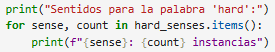 print("Sentidos para la palabra 'hard':")
for sense, count in hard_senses.items():
    print(f"{sense}: {count} instancias")